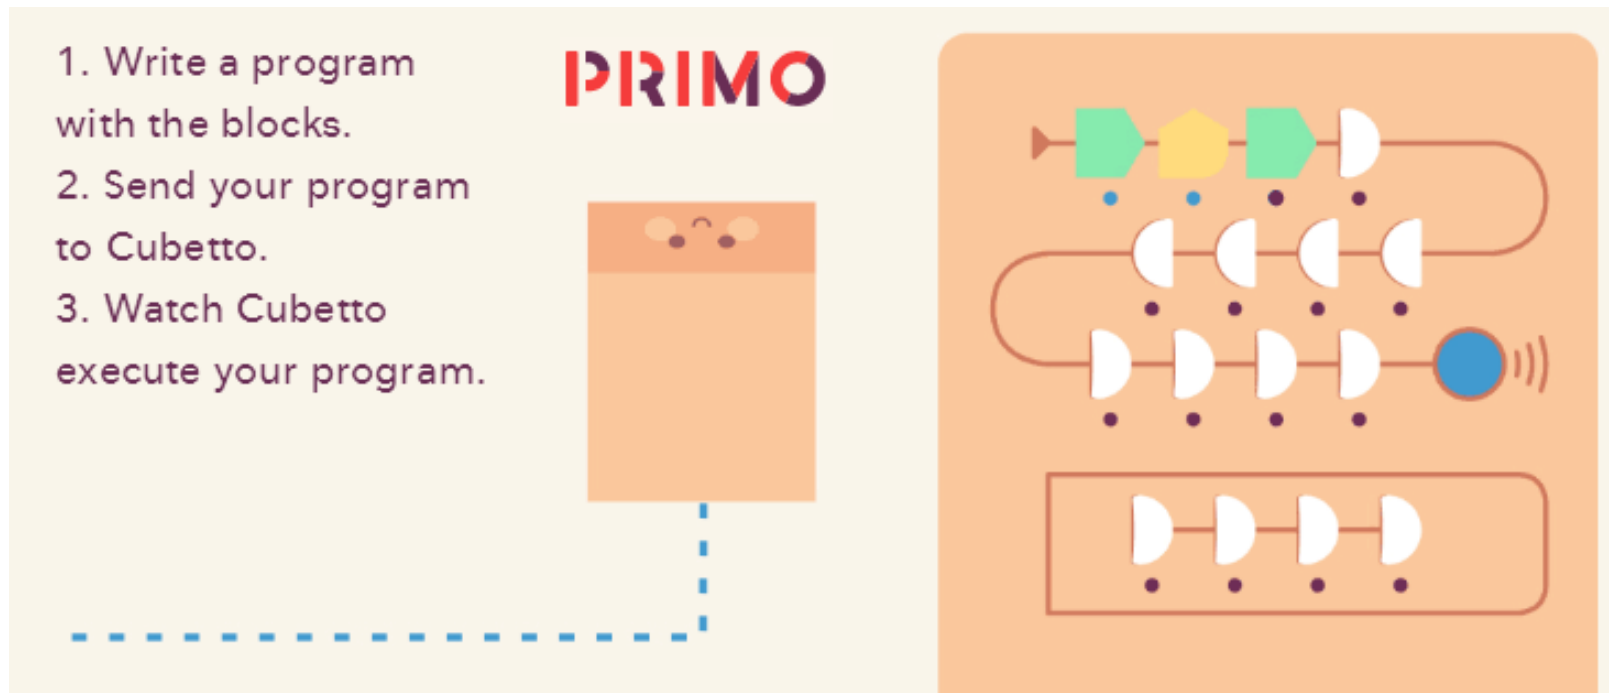 1. Write a program
with the blocks.
2. Send your program
to Cubetto.
3. Watch Cubetto
execute your program.
PRIMO